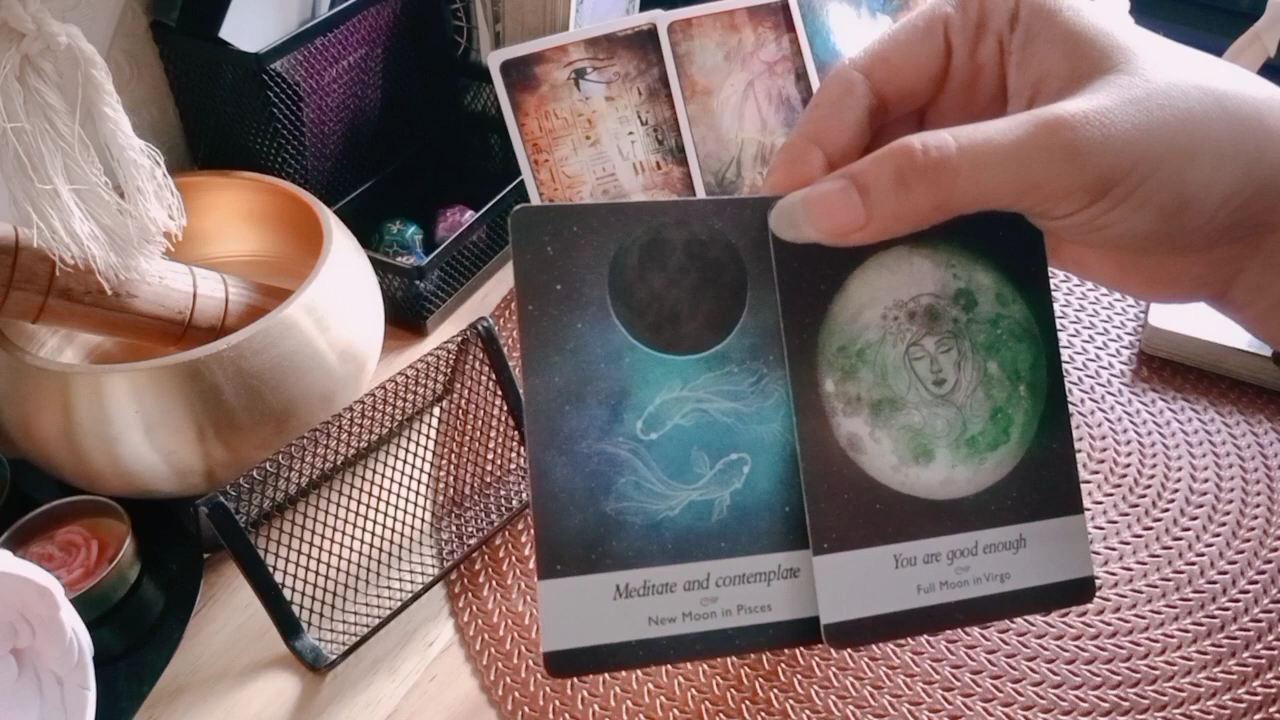 Meditate and contemplate
New Moon in Pisces
You are good enough
Full Moon in Virgo